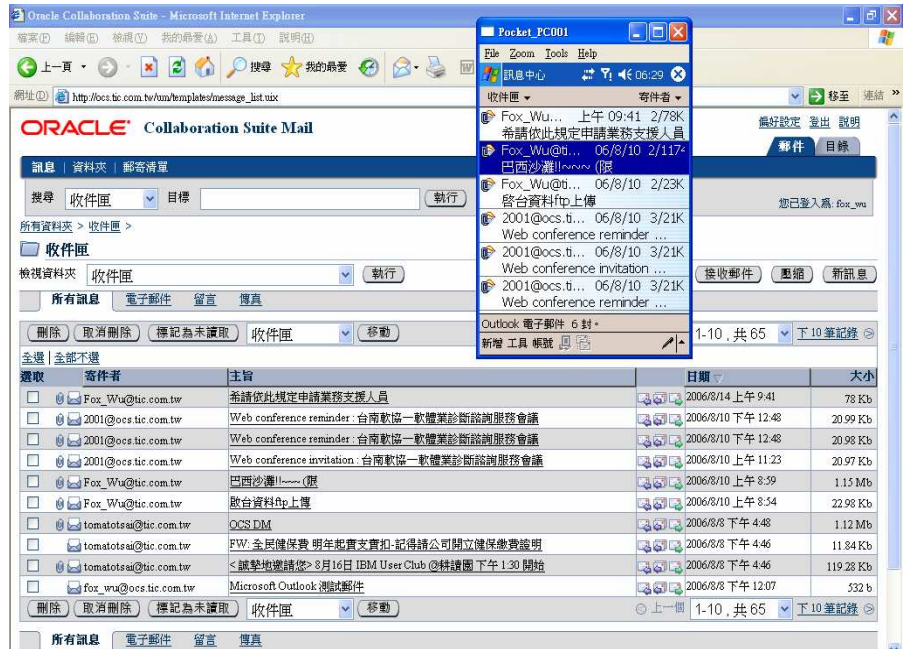 Oracle Collaboration Suite - Microsoft Internet Explorer
檔案(F) 編輯(E) 檢視(V) 我的最愛(A) 工具(T) 說明(H)
上一頁 搜尋 我的最愛
網址(D) http://ocs.tic.com.tw/um/templates/message_list.uix 移至 連結 »
ORACLE Collaboration Suite Mail
偏好設定 登出 說明
郵件 目錄
訊息 | 資料夾 | 郵寄清單
搜尋 收件匣 目標 執行
您已登入為: fox_wu
所有資料夾 > 收件匣 >
收件匣
檢視資料夾 收件匣 執行 接收郵件 壓縮 新訊息
所有訊息 電子郵件 留言 傳真
刪除 取消刪除 標記為未讀取 收件匣 移動 1-10 , 共 65 下 10 筆記錄
全選 | 全部不選
選取 寄件者 主旨 日期 大小
Fox_Wu@tic.com.tw 希請依此規定申請業務支援人員 2006/8/14 上午 9:41 78 Kb
2001@ocs.tic.com.tw Web conference reminder : 台南軟協一軟體業診斷諮詢服務會議 2006/8/10 下午 12:48 20.99 Kb
2001@ocs.tic.com.tw Web conference reminder : 台南軟協一軟體業診斷諮詢服務會議 2006/8/10 下午 12:48 20.98 Kb
2001@ocs.tic.com.tw Web conference invitation : 台南軟協一軟體業診斷諮詢服務會議 2006/8/10 上午 11:23 20.97 Kb
Fox_Wu@tic.com.tw 巴西沙灘!!~~~ (限 2006/8/10 上午 8:59 1.15 Mb
Fox_Wu@tic.com.tw 啟台資料ftp上傳 2006/8/10 上午 8:54 22.98 Kb
tomatotsai@tic.com.tw OCS DM 2006/8/8 下午 4:48 1.12 Mb
tomatotsai@tic.com.tw FW: 全民健保費 明年起實支實扣-記得請公司開立健保繳費證明 2006/8/8 下午 4:46 11.84 Kb
tomatotsai@tic.com.tw <誠摯地邀請您> 8月16日 IBM User Club @耕讀園 下午 1:30 開始 2006/8/8 下午 4:46 119.28 Kb
fox_wu@ocs.tic.com.tw Microsoft Outlook 測試郵件 2006/8/8 下午 12:07 532 b
刪除 取消刪除 標記為未讀取 收件匣 移動 上一個 1-10 , 共 65 下 10 筆記錄
所有訊息 電子郵件 留言 傳真
Pocket_PC001
File Zoom Tools Help
訊息中心 06:29
收件匣 寄件者
Fox_Wu... 上午 09:41 2/78K
希請依此規定申請業務支援人員
Fox_Wu@ti... 06/8/10 2/117
巴西沙灘!!~~~ (限
Fox_Wu@ti... 06/8/10 2/23K
啟台資料ftp上傳
2001@ocs.ti... 06/8/10 3/21K
Web conference reminder ...
2001@ocs.ti... 06/8/10 3/21K
Web conference invitation ...
2001@ocs.ti... 06/8/10 3/21K
Web conference reminder ...
Outlook 電子郵件 6 封。
新增 工具 帳號